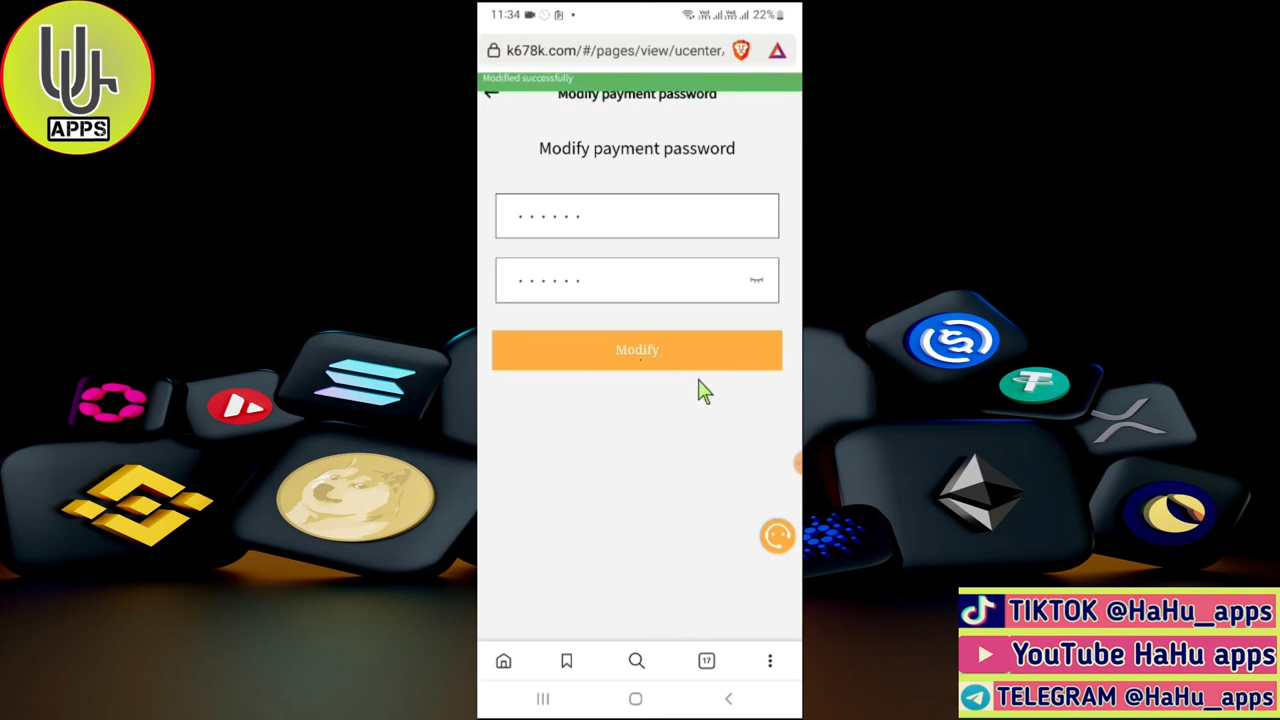 APPS
11:34
22%
k678k.com/#/pages/view/ucenter,
Modified successfully
Modify payment password
Modify payment password
Modify
17
TIKTOK @HaHu_apps
YouTube HaHu apps
TELEGRAM @HaHu_apps